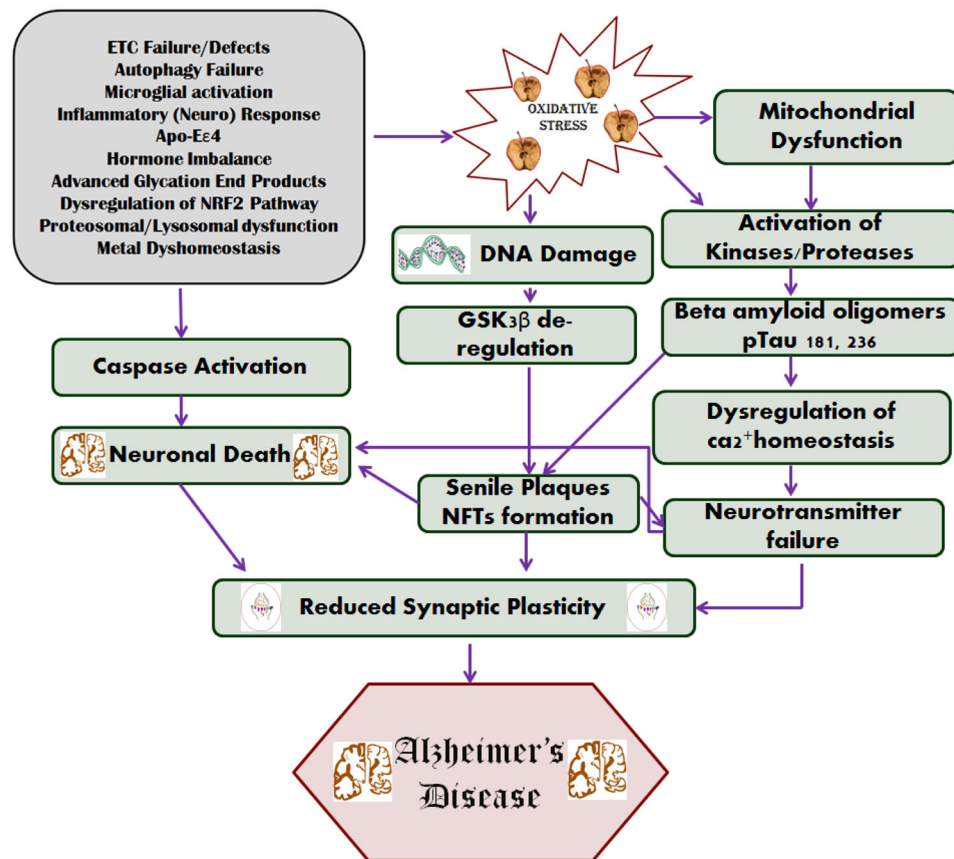 ETC Failure/Defects
Autophagy Failure
Microglial activation
Inflammatory (Neuro) Response
Apo-Eε4
Hormone Imbalance
Advanced Glycation End Products
Dysregulation of NRF2 Pathway
Proteosomal/Lysosomal dysfunction
Metal Dyshomeostasis
OXIDATIVE
STRESS
Mitochondrial
Dysfunction
DNA Damage
Activation of
Kinases/Proteases
GSK3β de-
regulation
Beta amyloid oligomers
pTau 181, 236
Caspase Activation
Dysregulation of
ca2+homeostasis
Neuronal Death
Senile Plaques
NFTs formation
Neurotransmitter
failure
Reduced Synaptic Plasticity
Alzheimer's
Disease